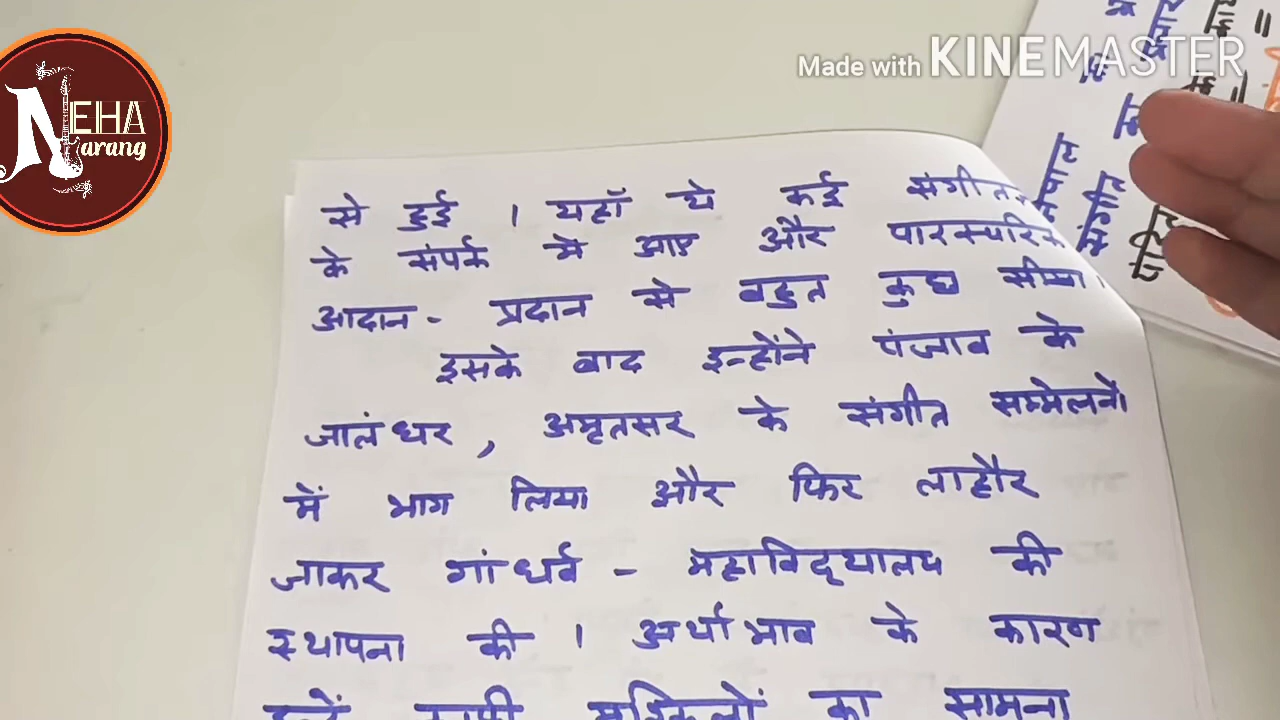 NEHA
Narang
Made with KINEMASTER
से हुई । यहाँ ये कई संगीत
के संपर्क में आए और पारस्परिक
आदान - प्रदान से बहुत कुछ सीखा।
इसके बाद इन्होंने पंजाब के
जालंधर , अमृतसर के संगीत सम्मेलनों
में भाग लिया और फिर लाहौर
जाकर गांधर्व - महाविद्यालय की
स्थापना की । अर्थाभाव के कारण
का सामना